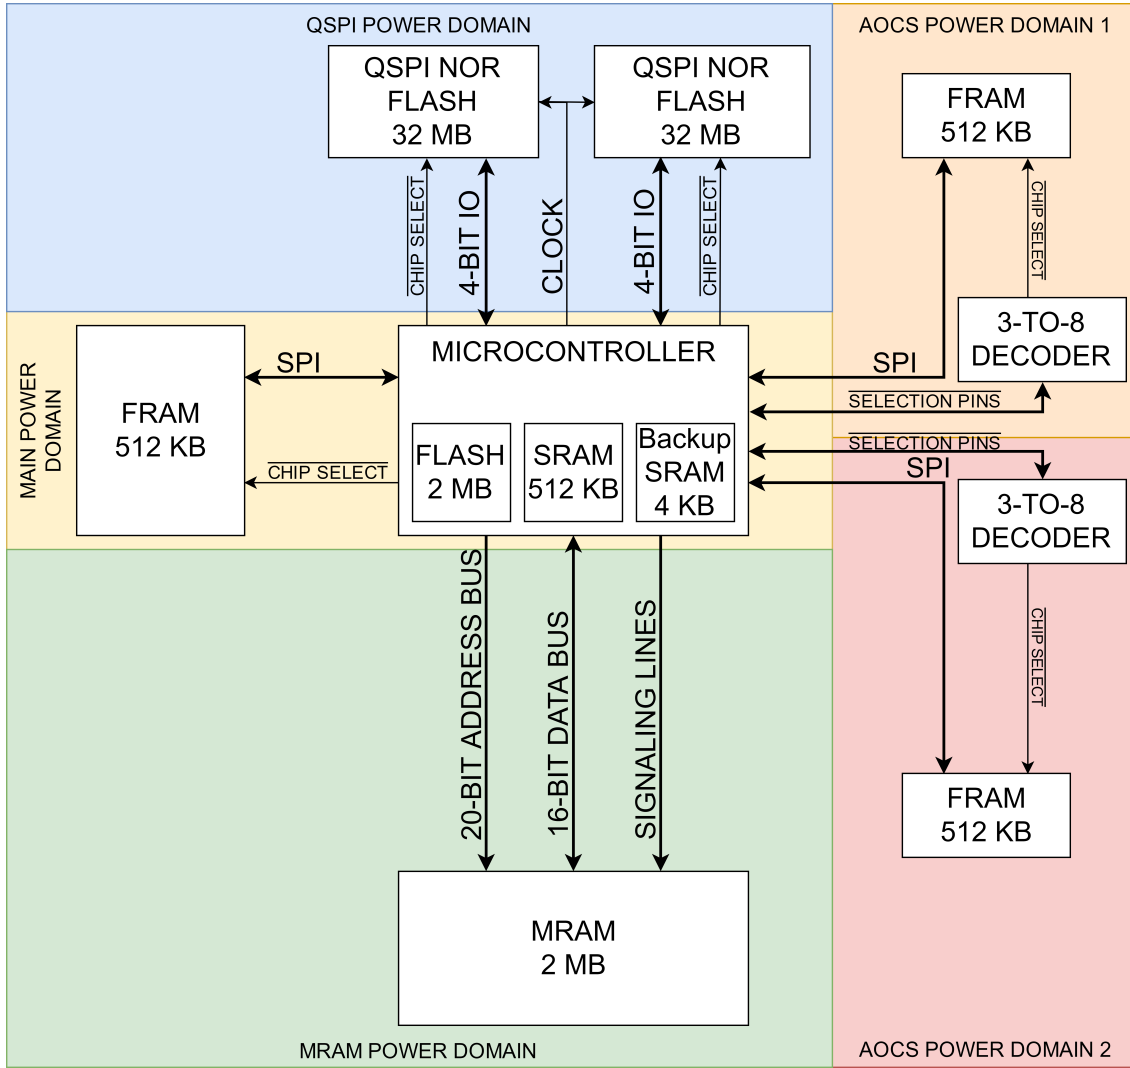 QSPI POWER DOMAIN
AOCS POWER DOMAIN 1
QSPI NOR
FLASH
32 MB
QSPI NOR
FLASH
32 MB
FRAM
512 KB
CHIP SELECT
4-BIT IO
CLOCK
4-BIT IO
CHIP SELECT
CHIP SELECT
3-TO-8
DECODER
MAIN POWER
DOMAIN
FRAM
512 KB
SPI
CHIP SELECT
MICROCONTROLLER
FLASH
2 MB
SRAM
512 KB
Backup
SRAM
4 KB
SPI
SELECTION PINS
SELECTION PINS
SPI
3-TO-8
DECODER
CHIP SELECT
20-BIT ADDRESS BUS
16-BIT DATA BUS
SIGNALING LINES
FRAM
512 KB
MRAM
2 MB
MRAM POWER DOMAIN
AOCS POWER DOMAIN 2